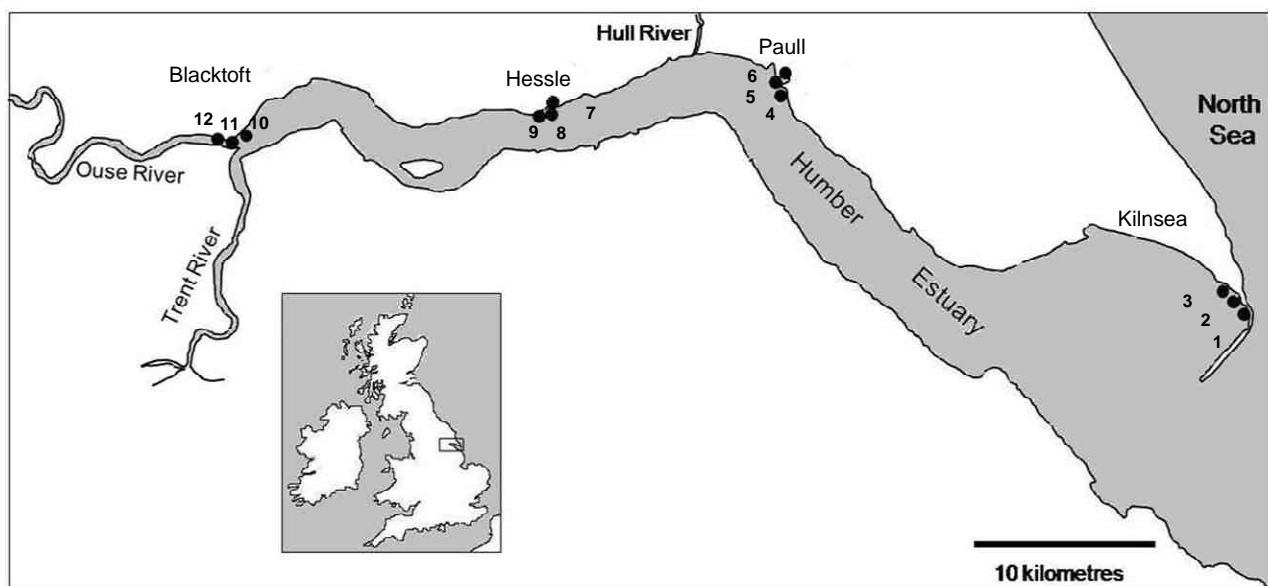 Hull River
Paull
Blacktoft
Hessle
6
7
5
4
North
Sea
12
11
10
9
8
Ouse River
Humber
Estuary
Trent River
Kilnsea
3
2
1
10 kilometres